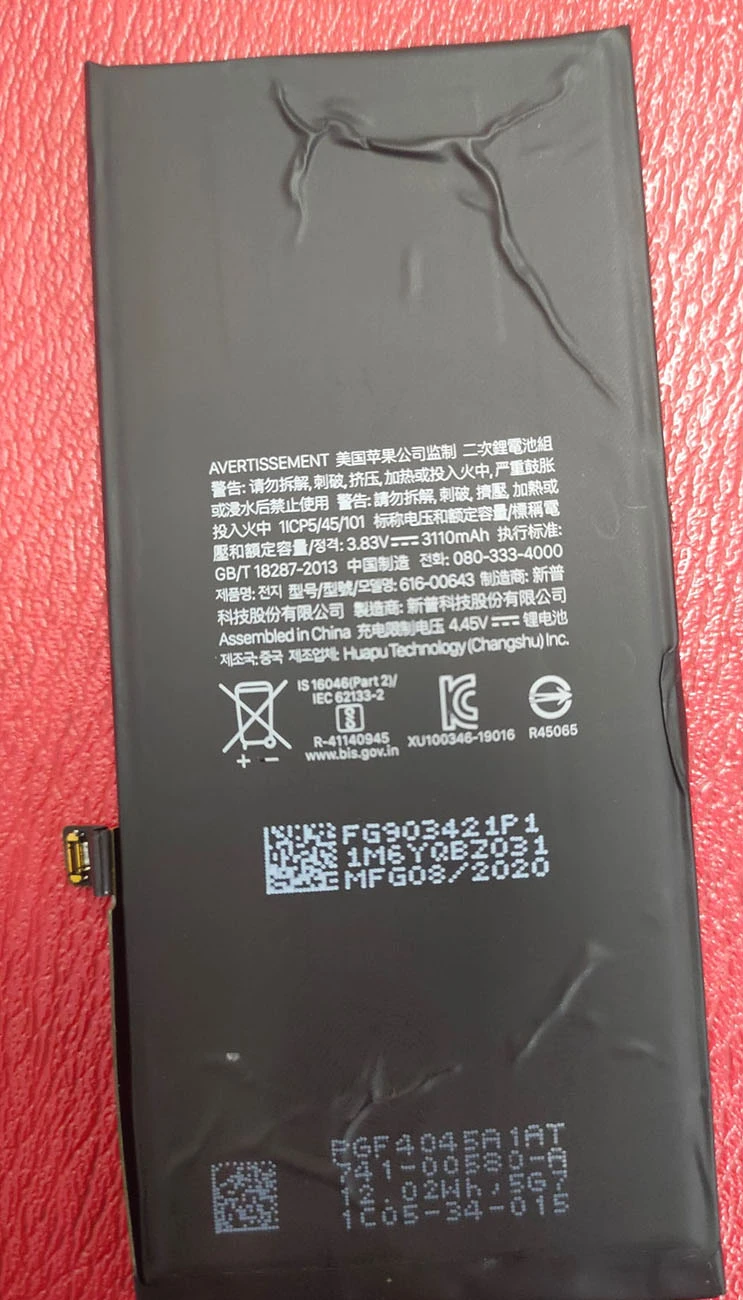 AVERTISSEMENT 美国苹果公司监制 二次鋰電池組
警告: 请勿拆解, 刺破, 挤压, 加热或投入火中, 严重鼓胀
或浸水后禁止使用 警告: 請勿拆解, 刺破, 擠壓, 加熱或
投入火中 1ICP5/45/101 标称电压和额定容量/標稱電
壓和額定容量/정격: 3.83V⎓ 3110mAh 执行标准:
GB/T 18287-2013 中国制造 전화: 080-333-4000
제품명: 전지 型号/型號/모델명: 616-00643 制造商: 新普
科技股份有限公司 製造商: 新普科技股份有限公司
Assembled in China 充电限制电压 4.45V⎓ 锂电池
제조국: 중국 제조업체: Huapu Technology (Changshu) Inc.
IS 16046(Part 2)/
IEC 62133-2
R-41140945
www.bis.gov.in
XU100346-19016
R45065
+ -
FG903421P1
1M6YQBZ031
MFG08/2020
1C05-34-015